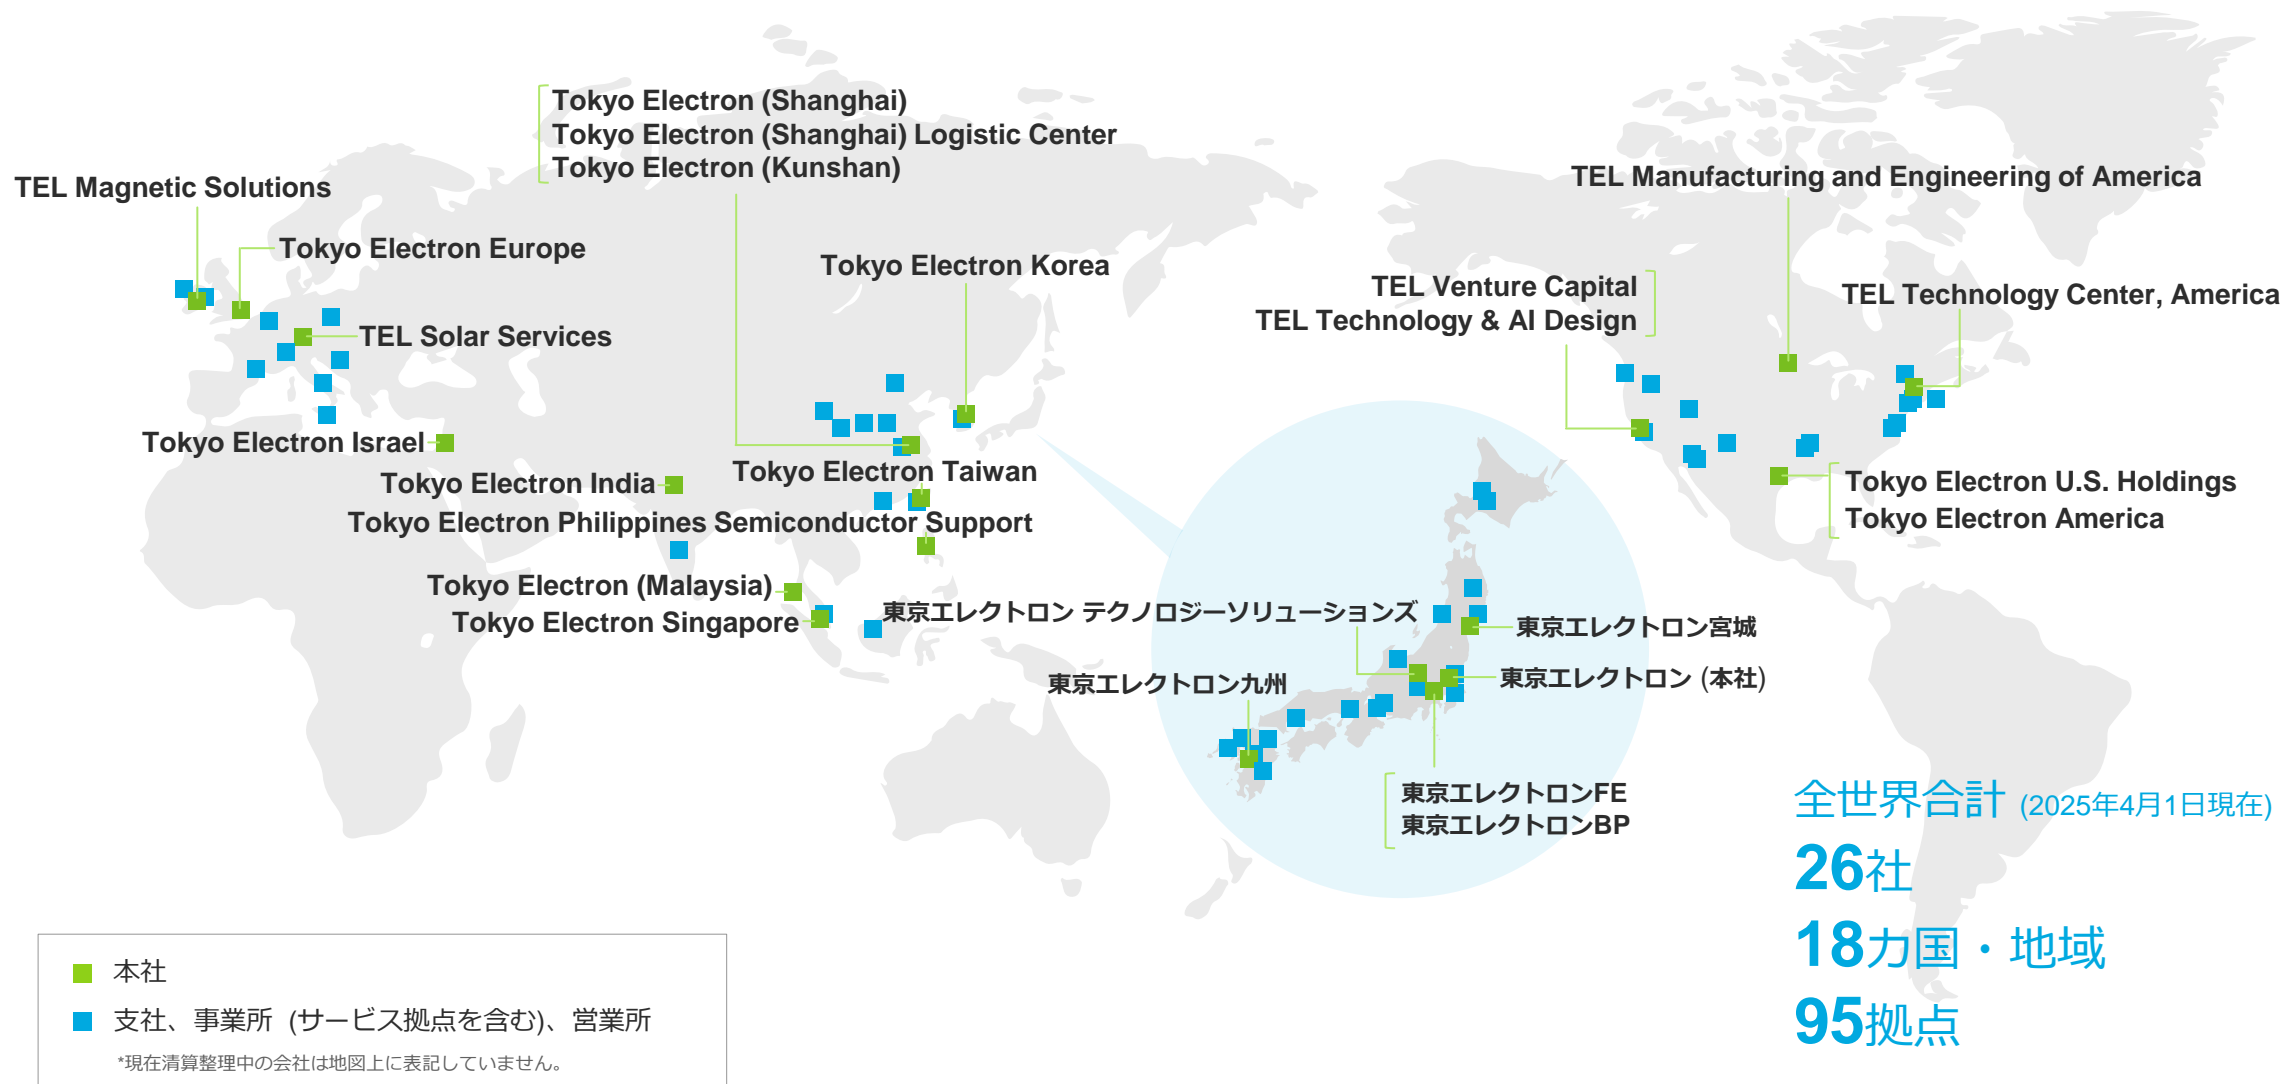 Tokyo Electron (Shanghai)
Tokyo Electron (Shanghai) Logistic Center
Tokyo Electron (Kunshan)
TEL Magnetic Solutions
Tokyo Electron Europe
Tokyo Electron Korea
TEL Solar Services
Tokyo Electron Israel
Tokyo Electron India
Tokyo Electron Taiwan
Tokyo Electron Philippines Semiconductor Support
Tokyo Electron (Malaysia)
Tokyo Electron Singapore
TEL Manufacturing and Engineering of America
TEL Venture Capital
TEL Technology & AI Design
TEL Technology Center, America
Tokyo Electron U.S. Holdings
Tokyo Electron America
東京エレクトロン テクノロジーソリューションズ
東京エレクトロン宮城
東京エレクトロン (本社)
東京エレクトロン九州
東京エレクトロンFE
東京エレクトロンBP
全世界合計 (2025年4月1日現在)
26社
18カ国・地域
95拠点
本社
支社、事業所 (サービス拠点を含む)、営業所
*現在清算整理中の会社は地図上に表記していません。